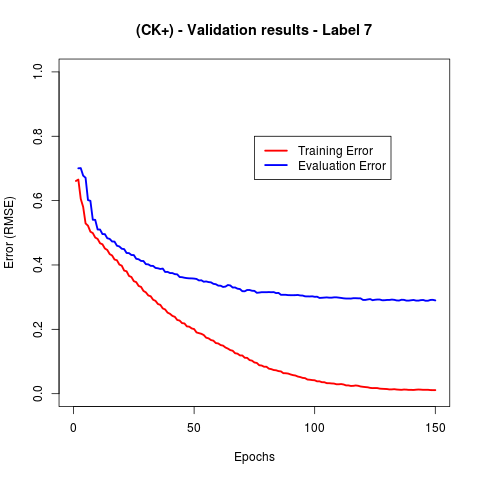 (CK+) - Validation results - Label 7
Error (RMSE)
1.0
0.8
0.6
0.4
0.2
0.0
Training Error
Evaluation Error
0 50 100 150
Epochs